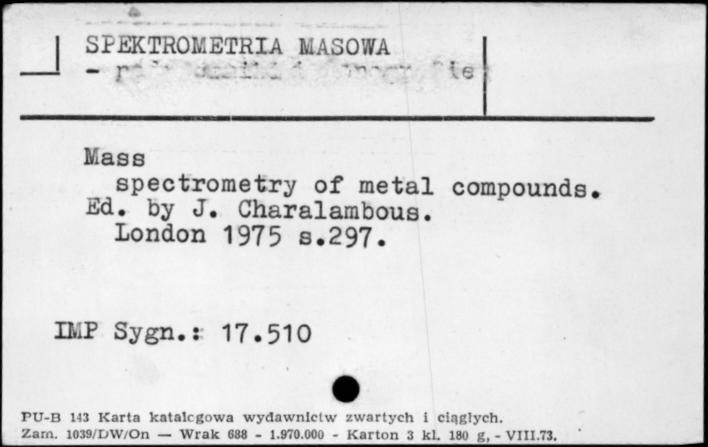 SPEKTROMETRIA MASOWA
Mass
spectrometry of metal compounds.
Ed. by J. Charalambous.
London 1975 s.297.
IMP Sygn.: 17.510
PU-B 143 Karta katalogowa wydawnictw zwartych i ciągłych.
Zam. 1039/DW/On — Wrak 688 - 1.970.000 - Karton 3 kl. 180 g, - VIII.73.